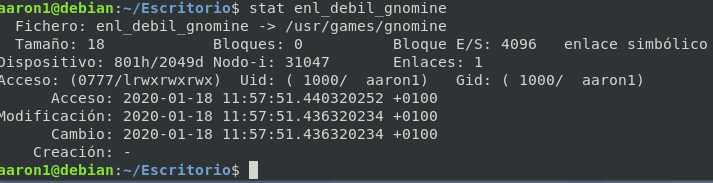 aaron1@debian:~/Escritorio$ stat enl_debil_gnomine
  Fichero: enl_debil_gnomine -> /usr/games/gnomine
  Tamaño: 18        	Bloques: 0          Bloque E/S: 4096   enlace simbólico
Dispositivo: 801h/2049d	Nodo-i: 31047       Enlaces: 1
Acceso: (0777/lrwxrwxrwx)  Uid: ( 1000/  aaron1)   Gid: ( 1000/  aaron1)
      Acceso: 2020-01-18 11:57:51.440320252 +0100
Modificación: 2020-01-18 11:57:51.436320234 +0100
      Cambio: 2020-01-18 11:57:51.436320234 +0100
    Creación: -
aaron1@debian:~/Escritorio$